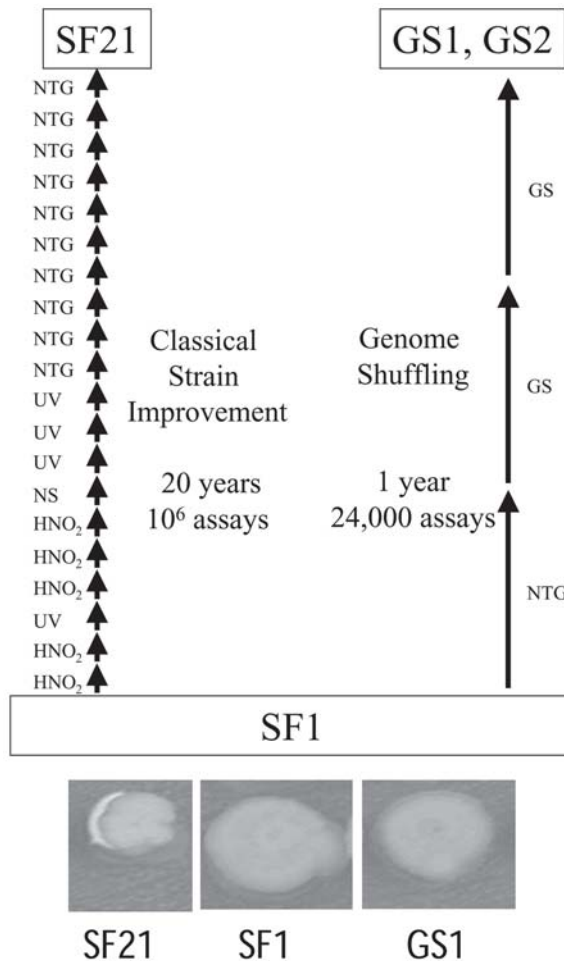 SF21
GS1, GS2
NTG
NTG
NTG
NTG
NTG
NTG
NTG
NTG
NTG
NTG
UV
UV
UV
NS
HNO₂
HNO₂
HNO₂
UV
HNO₂
HNO₂
Classical
Strain
Improvement
20 years
10⁶ assays
Genome
Shuffling
1 year
24,000 assays
GS
GS
NTG
SF1
SF21
SF1
GS1